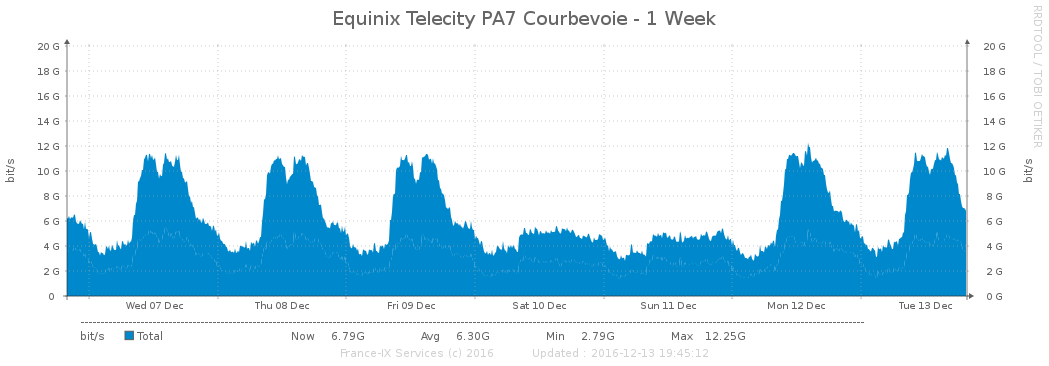 Equinix Telecity PA7 Courbevoie - 1 Week
RRDTOOL / TOBI OETIKER
20 G 20 G
18 G 18 G
16 G 16 G
14 G 14 G
12 G 12 G
10 G 10 G
8 G 8 G
6 G 6 G
4 G 4 G
2 G 2 G
0 0 G
bit/s
bit/s
Wed 07 Dec Thu 08 Dec Fri 09 Dec Sat 10 Dec Sun 11 Dec Mon 12 Dec Tue 13 Dec
bit/s Total Now 6.79G Avg 6.30G Min 2.79G Max 12.25G
France-IX Services (c) 2016 Updated : 2016-12-13 19:45:12